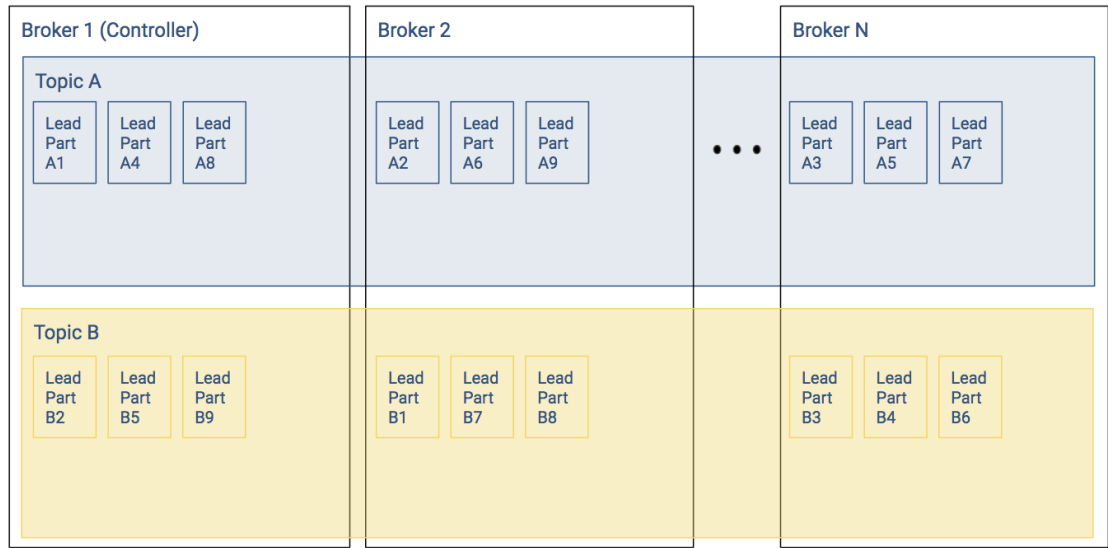 Broker 1 (Controller)
Broker 2
Broker N
Topic A
Lead
Part
A1
Lead
Part
A4
Lead
Part
A8
Lead
Part
A2
Lead
Part
A6
Lead
Part
A9
Lead
Part
A3
Lead
Part
A5
Lead
Part
A7
Topic B
Lead
Part
B2
Lead
Part
B5
Lead
Part
B9
Lead
Part
B1
Lead
Part
B7
Lead
Part
B8
Lead
Part
B3
Lead
Part
B4
Lead
Part
B6